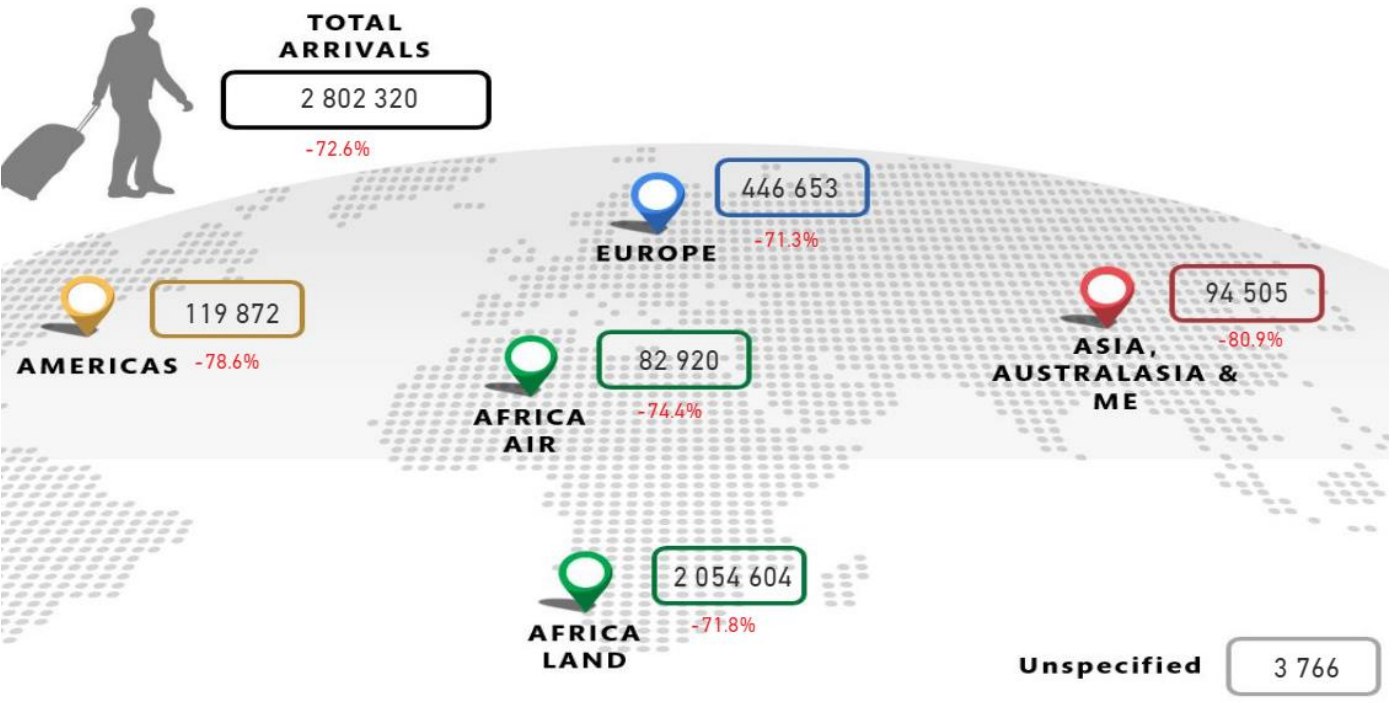 TOTAL
ARRIVALS
2 802 320
-72.6%
446 653
-71.3%
EUROPE
119 872
-78.6%
AMERICAS
94 505
-80.9%
ASIA,
AUSTRALASIA &
ME
82 920
-74.4%
AFRICA
AIR
2 054 604
-71.8%
AFRICA
LAND
Unspecified
3 766